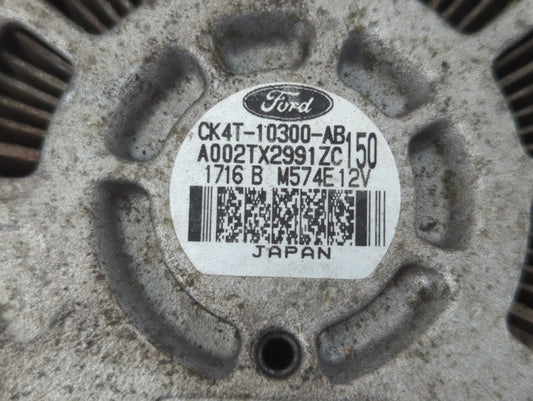 Ford
CK4T-10300-AB
A002TX2991ZC 150
1716 B M574E 12V
JAPAN